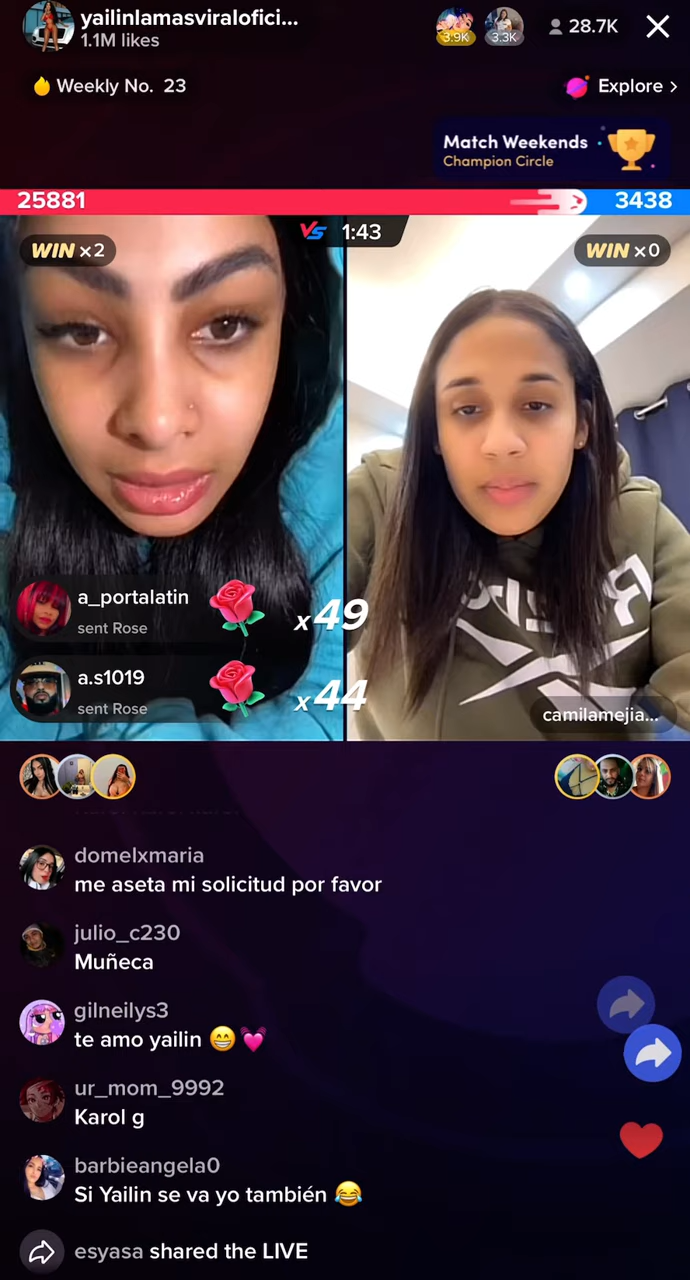 yailinlamasviralofici...
1.1M likes
3.9K
3.3K
28.7K
Weekly No. 23
Explore >
Match Weekends
Champion Circle
25881
3438
VS 1:43
WIN x2
WIN x0
a_portalatin
sent Rose
x49
a.s1019
sent Rose
x44
camilamejia...
domelxmaria
me aseta mi solicitud por favor
julio_c230
Muñeca
gilneilys3
te amo yailin 😁💓
ur_mom_9992
Karol g
barbieangela0
Si Yailin se va yo también 😂
esyasa shared the LIVE